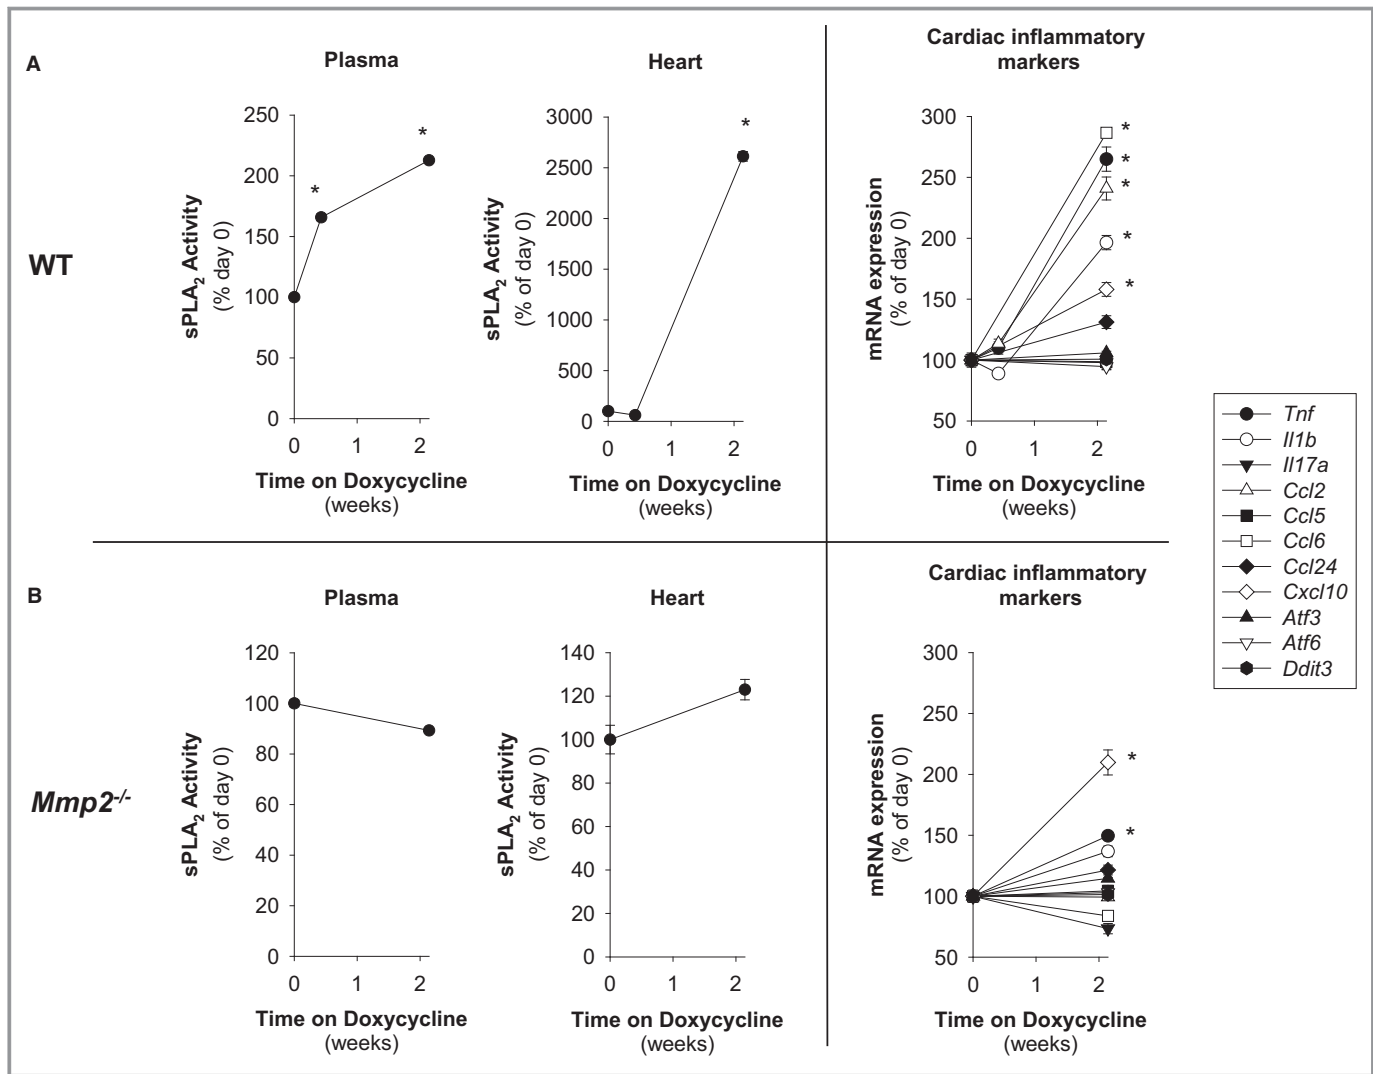 A
Plasma
Heart
Cardiac inflammatory
markers
WT
sPLA2 Activity
(% day 0)
250
200
150
100
50
0
0 1 2
Time on Doxycycline
(weeks)
sPLA2 Activity
(% of day 0)
3000
2500
2000
1500
1000
500
0
0 1 2
Time on Doxycycline
(weeks)
mRNA expression
(% of day 0)
300
250
200
150
100
50
0 1 2
Time on Doxycycline
(weeks)
*
*
*
*
*
*
*
*
Tnf
Il1b
Il17a
Ccl2
Ccl5
Ccl6
Ccl24
Cxcl10
Atf3
Atf6
Ddit3
B
Plasma
Heart
Cardiac inflammatory
markers
Mmp2-/-
sPLA2 Activity
(% of day 0)
120
100
80
60
40
20
0
0 1 2
Time on Doxycycline
(weeks)
sPLA2 Activity
(% of day 0)
140
120
100
80
60
40
20
0
0 1 2
Time on Doxycycline
(weeks)
mRNA expression
(% of day 0)
300
250
200
150
100
50
0 1 2
Time on Doxycycline
(weeks)
*
*